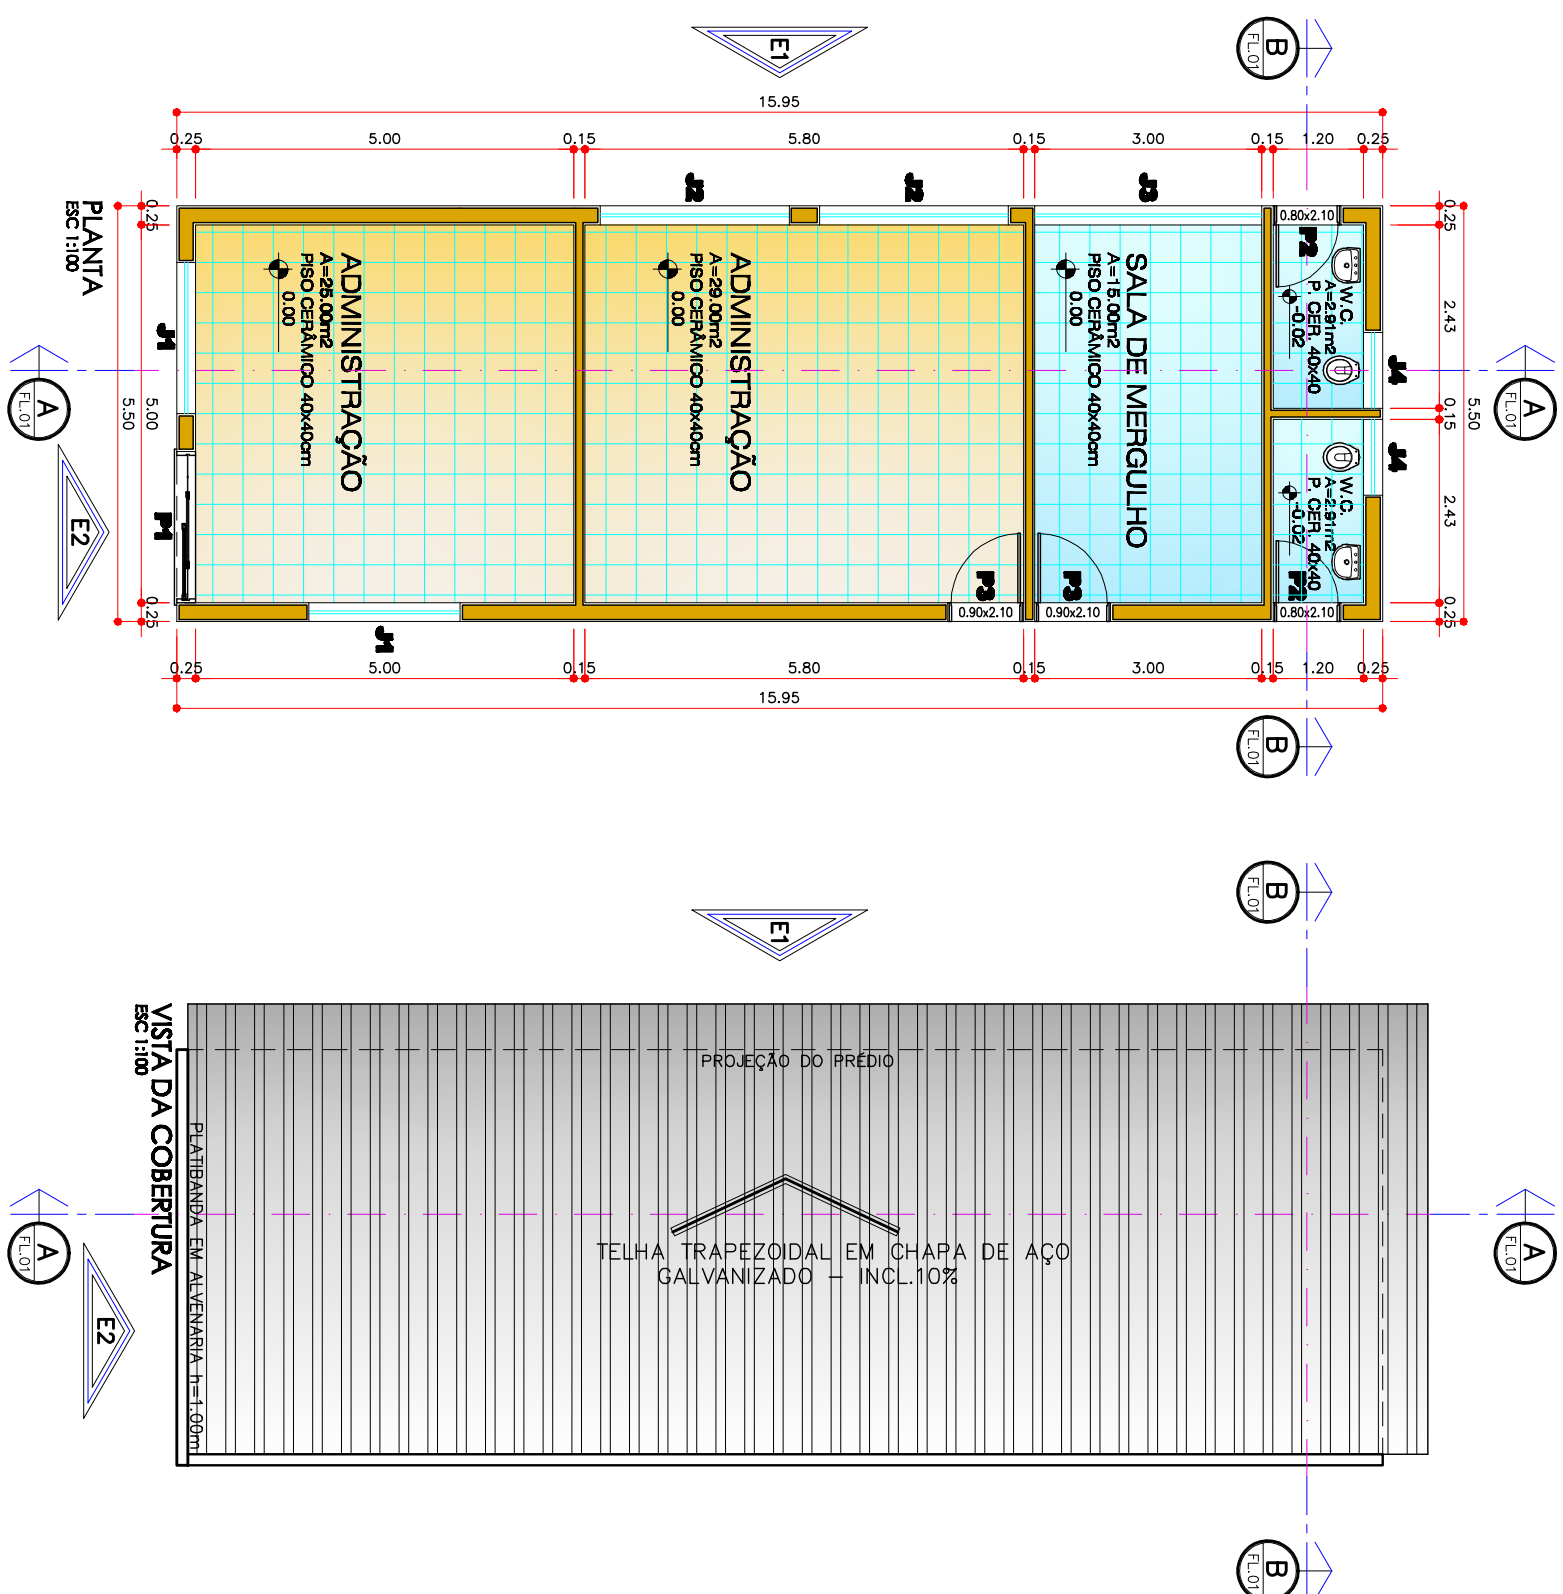 E1
B
FL.01
15.95
0.25
5.00
0.15
5.80
0.15
3.00
0.15
1.20
0.25
J2
J2
J3
PLANTA
ESC 1:100
0.25
5.00
0.25
5.50
0.25
2.43
0.15
2.43
0.25
5.50
ADMINISTRAÇÃO
A=25.00m2
PISO CERÂMICO 40x40cm
0.00
ADMINISTRAÇÃO
A=29.00m2
PISO CERÂMICO 40x40cm
0.00
SALA DE MERGULHO
A=15.00m2
PISO CERÂMICO 40x40cm
0.00
0.80x2.10
P2
W.C.
A=2.91m2
P. CER. 40x40
-0.02
W.C.
A=2.91m2
P. CER. 40x40
-0.02
P2
0.80x2.10
J1
J4
J4
A
FL.01
A
FL.01
E2
P1
P3
P3
0.90x2.10
0.90x2.10
J1
0.25
5.00
0.15
5.80
0.15
3.00
0.15
1.20
0.25
15.95
B
FL.01
B
FL.01
E1
VISTA DA COBERTURA
ESC 1:100
PROJEÇÃO DO PRÉDIO
PLATIBANDA EM ALVENARIA h=1.00m
TELHA TRAPEZOIDAL EM CHAPA DE AÇO
GALVANIZADO – INCL.10%
A
FL.01
A
FL.01
E2
B
FL.01